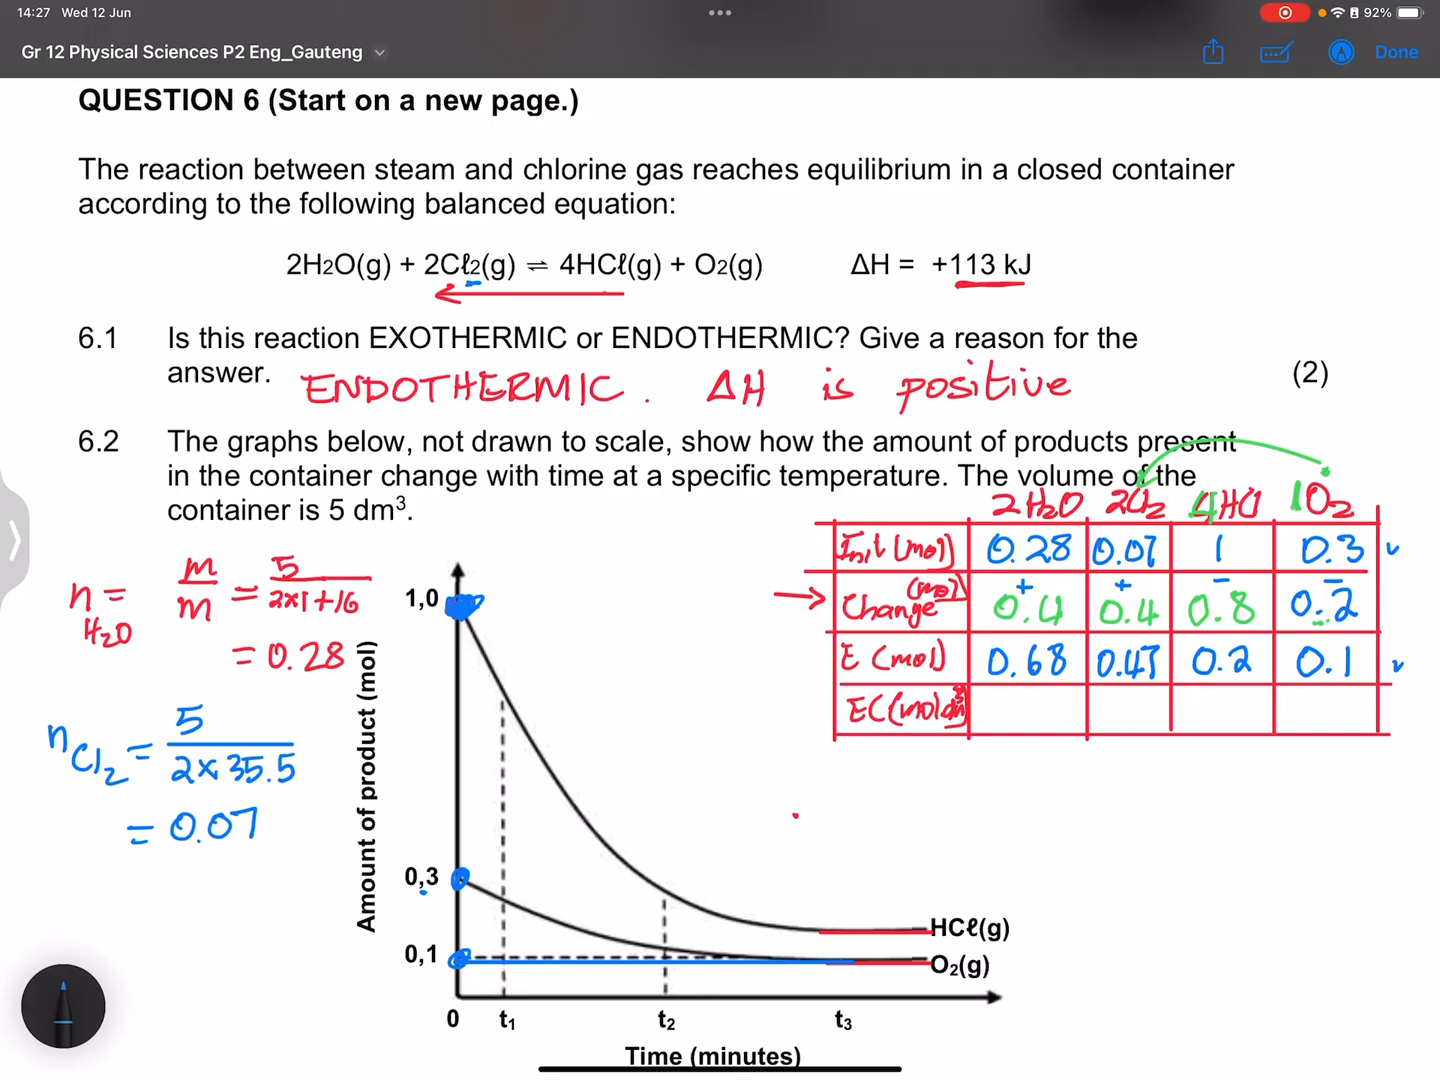 14:27 Wed 12 Jun
92%
Gr 12 Physical Sciences P2 Eng_Gauteng
Done
QUESTION 6 (Start on a new page.)
The reaction between steam and chlorine gas reaches equilibrium in a closed container
according to the following balanced equation:
2H2O(g) + 2Cℓ2(g) ⇌ 4HCℓ(g) + O2(g) ΔH = +113 kJ
6.1 Is this reaction EXOTHERMIC or ENDOTHERMIC? Give a reason for the
answer. ENDOTHERMIC. ΔH is positive (2)
6.2 The graphs below, not drawn to scale, show how the amount of products present
in the container change with time at a specific temperature. The volume of the
container is 5 dm³.
2H2O 2Cl2 4HCl 1O2
Init (mol) 0.28 0.07 1 0.3
Change (mol) + 0.4 + 0.4 - 0.8 - 0.2
E (mol) 0.68 0.47 0.2 0.1
EC (mol dm³)
n H2O = m/m = 5/2x1+16
= 0.28
nCl2 = 5/2x35.5
= 0.07
Amount of product (mol)
1,0
0,3
0,1
HCℓ(g)
O2(g)
0 t1 t2 t3
Time (minutes)